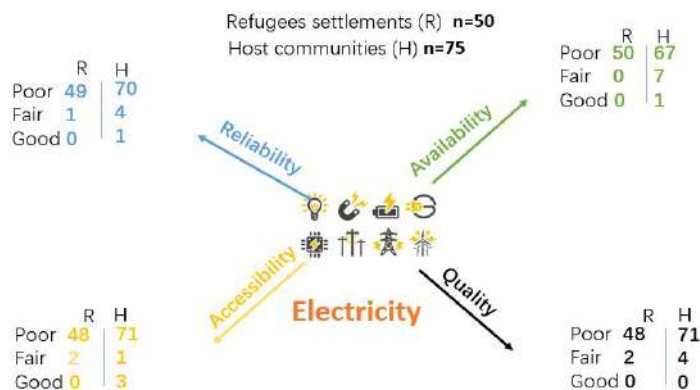 Refugees settlements (R) n=50
Host communities (H) n=75
R H
Poor 49 70
Fair 1 4
Good 0 1
Reliability
R H
Poor 50 67
Fair 0 7
Good 0 1
Availability
Accessibility
Electricity
Quality
R H
Poor 48 71
Fair 2 1
Good 0 3
R H
Poor 48 71
Fair 2 4
Good 0 0